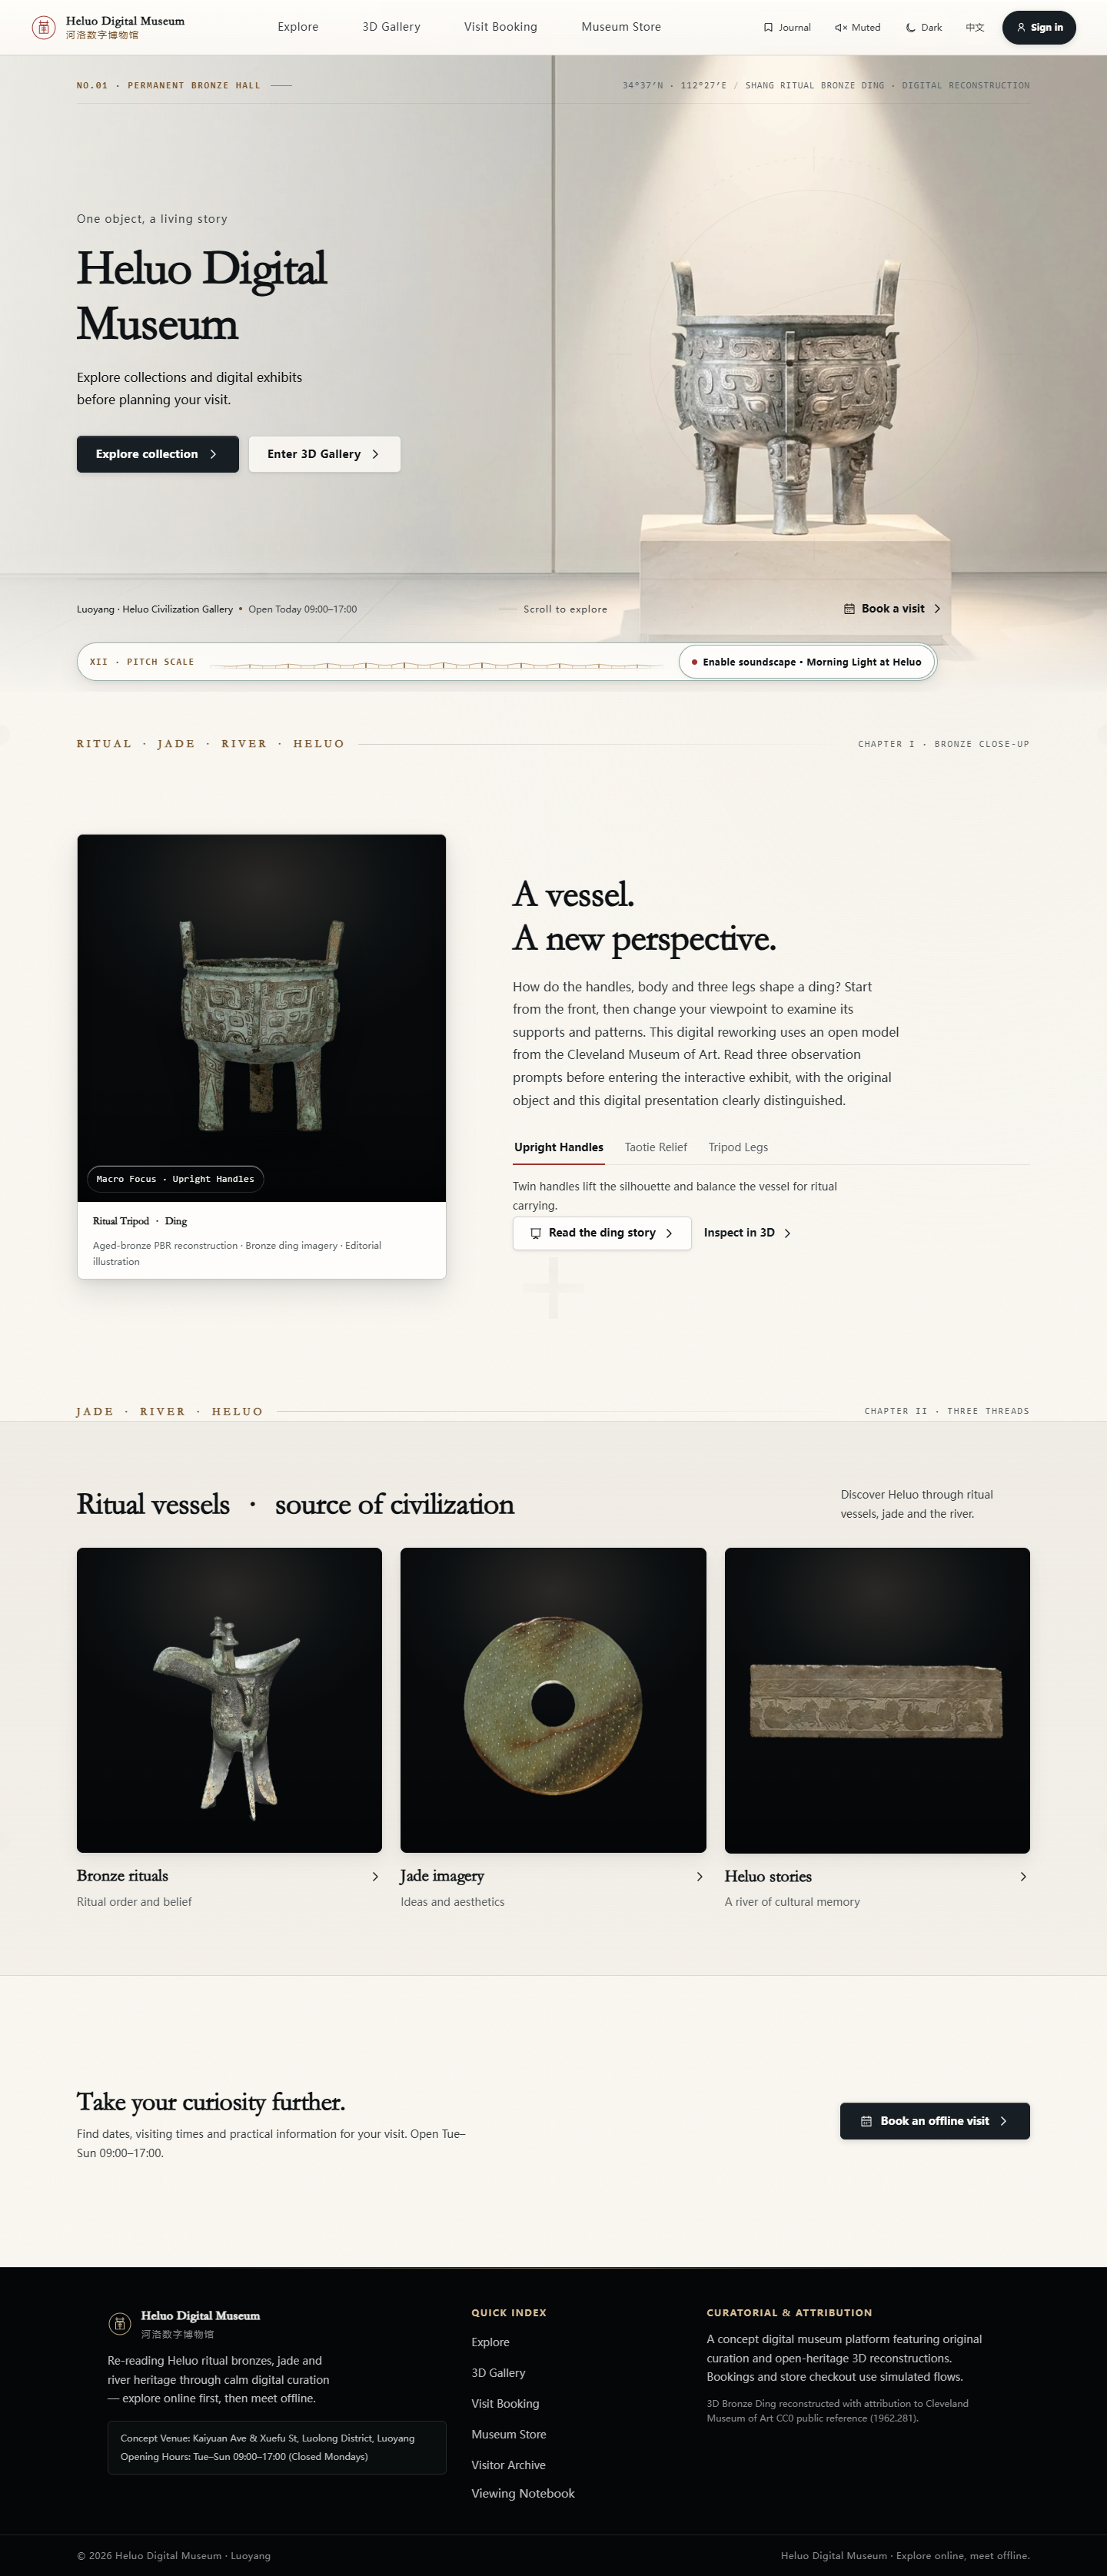 Heluo Digital Museum
河洛数字博物馆
Explore
3D Gallery
Visit Booking
Museum Store
Journal
Muted
Dark
中文
Sign in
NO.01 · PERMANENT BRONZE HALL
34°37′N · 112°27′E / SHANG RITUAL BRONZE DING · DIGITAL RECONSTRUCTION
One object, a living story
Heluo Digital
Museum
Explore collections and digital exhibits
before planning your visit.
Explore collection
Enter 3D Gallery
Luoyang · Heluo Civilization Gallery • Open Today 09:00–17:00
Scroll to explore
Book a visit
XII · PITCH SCALE
Enable soundscape • Morning Light at Heluo
RITUAL · JADE · RIVER · HELUO
CHAPTER I · BRONZE CLOSE-UP
Macro Focus · Upright Handles
Ritual Tripod · Ding
Aged-bronze PBR reconstruction · Bronze ding imagery · Editorial
illustration
A vessel.
A new perspective.
How do the handles, body and three legs shape a ding? Start
from the front, then change your viewpoint to examine its
supports and patterns. This digital reworking uses an open model
from the Cleveland Museum of Art. Read three observation
prompts before entering the interactive exhibit, with the original
object and this digital presentation clearly distinguished.
Upright Handles
Taotie Relief
Tripod Legs
Twin handles lift the silhouette and balance the vessel for ritual
carrying.
Read the ding story
Inspect in 3D
JADE · RIVER · HELUO
CHAPTER II · THREE THREADS
Ritual vessels · source of civilization
Discover Heluo through ritual
vessels, jade and the river.
Bronze rituals
Ritual order and belief
Jade imagery
Ideas and aesthetics
Heluo stories
A river of cultural memory
Take your curiosity further.
Find dates, visiting times and practical information for your visit. Open Tue–
Sun 09:00–17:00.
Book an offline visit
Heluo Digital Museum
河洛数字博物馆
Re-reading Heluo ritual bronzes, jade and
river heritage through calm digital curation
— explore online first, then meet offline.
Concept Venue: Kaiyuan Ave & Xuefu St, Luolong District, Luoyang
Opening Hours: Tue–Sun 09:00–17:00 (Closed Mondays)
QUICK INDEX
Explore
3D Gallery
Visit Booking
Museum Store
Visitor Archive
Viewing Notebook
CURATORIAL & ATTRIBUTION
A concept digital museum platform featuring original
curation and open-heritage 3D reconstructions.
Bookings and store checkout use simulated flows.
3D Bronze Ding reconstructed with attribution to Cleveland
Museum of Art CC0 public reference (1962.281).
© 2026 Heluo Digital Museum · Luoyang
Heluo Digital Museum · Explore online, meet offline.